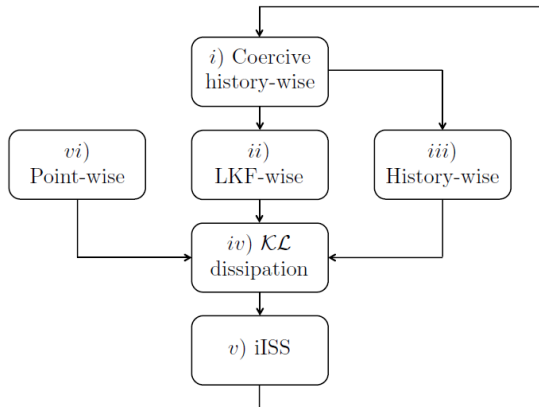 i) Coercive
history-wise
vi)
Point-wise
ii)
LKF-wise
iii)
History-wise
iv) 𝒦ℒ
dissipation
v) iISS